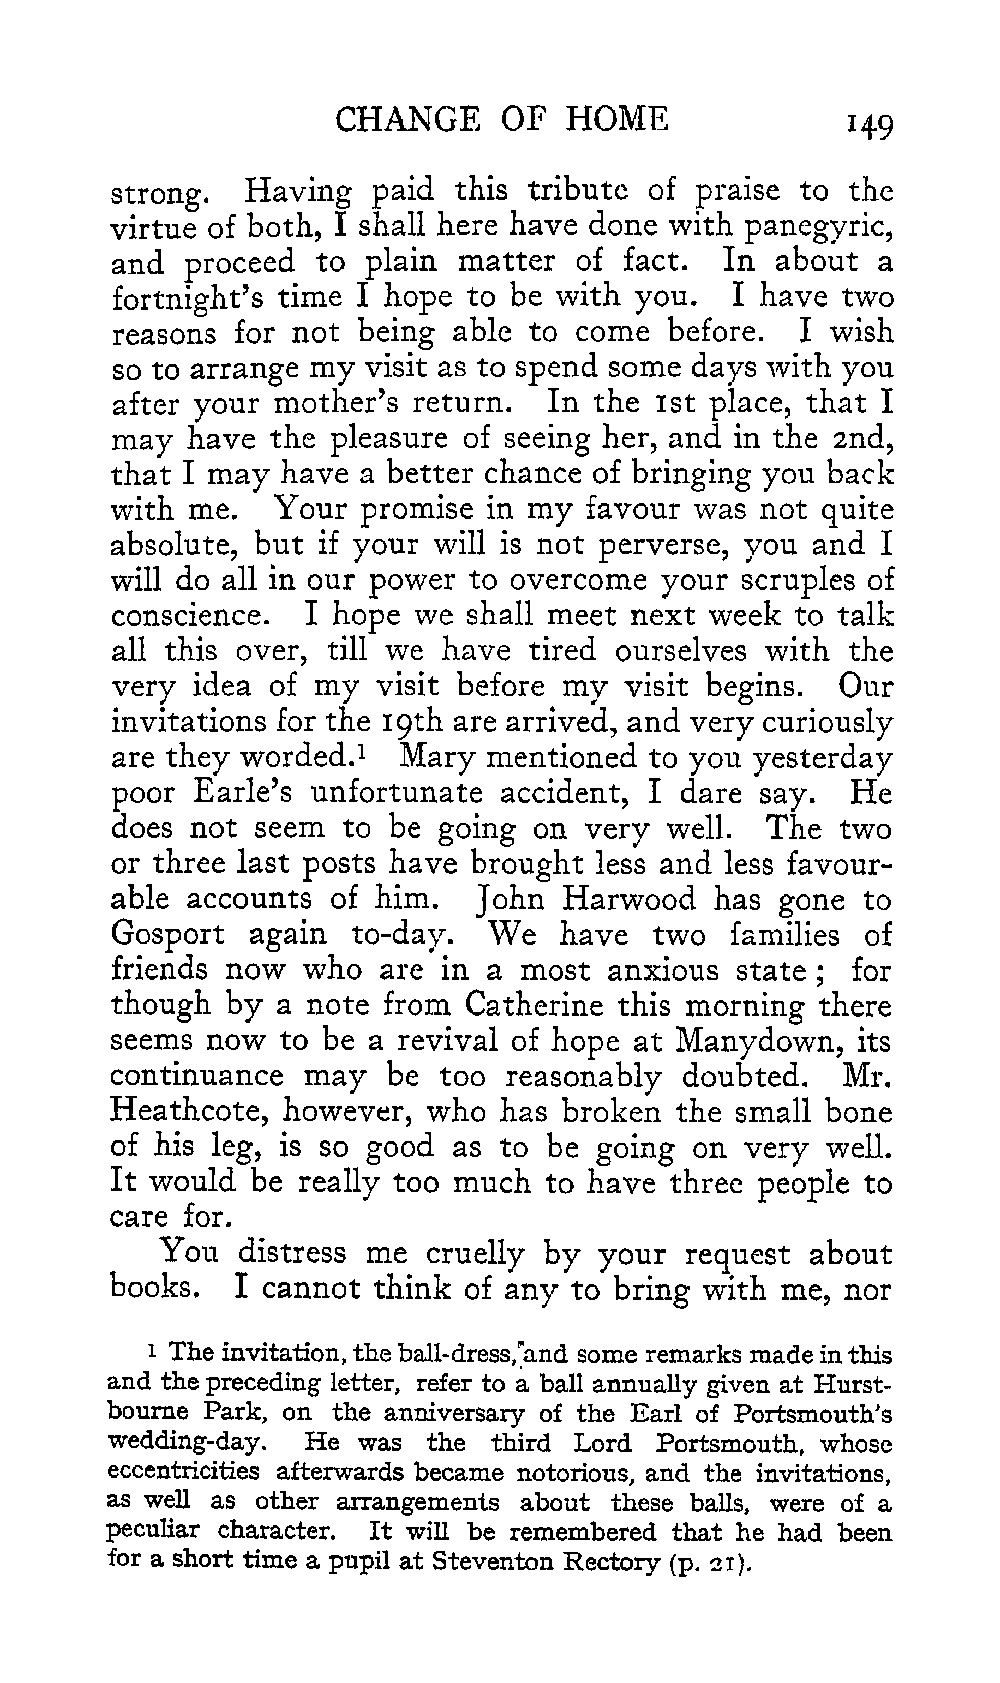 CHANGE OF HOME 149
strong. Having paid this tribute of praise to the
virtue of both, I shall here have done with panegyric,
and proceed to plain matter of fact. In about a
fortnight's time I hope to be with you. I have two
reasons for not being able to come before. I wish
so to arrange my visit as to spend some days with you
after your mother's return. In the 1st place, that I
may have the pleasure of seeing her, and in the 2nd,
that I may have a better chance of bringing you back
with me. Your promise in my favour was not quite
absolute, but if your will is not perverse, you and I
will do all in our power to overcome your scruples of
conscience. I hope we shall meet next week to talk
all this over, till we have tired ourselves with the
very idea of my visit before my visit begins. Our
invitations for the 19th are arrived, and very curiously
are they worded.¹ Mary mentioned to you yesterday
poor Earle's unfortunate accident, I dare say. He
does not seem to be going on very well. The two
or three last posts have brought less and less favour-
able accounts of him. John Harwood has gone to
Gosport again to-day. We have two families of
friends now who are in a most anxious state ; for
though by a note from Catherine this morning there
seems now to be a revival of hope at Manydown, its
continuance may be too reasonably doubted. Mr.
Heathcote, however, who has broken the small bone
of his leg, is so good as to be going on very well.
It would be really too much to have three people to
care for.
You distress me cruelly by your request about
books. I cannot think of any to bring with me, nor
1 The invitation, the ball-dress, and some remarks made in this
and the preceding letter, refer to a ball annually given at Hurst-
bourne Park, on the anniversary of the Earl of Portsmouth's
wedding-day. He was the third Lord Portsmouth, whose
eccentricities afterwards became notorious, and the invitations,
as well as other arrangements about these balls, were of a
peculiar character. It will be remembered that he had been
for a short time a pupil at Steventon Rectory (p. 21).